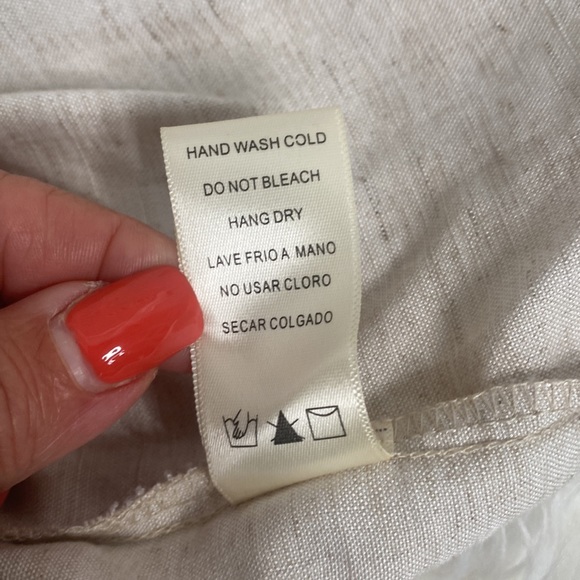 HAND WASH COLD
DO NOT BLEACH
HANG DRY
LAVE FRIO A MANO
NO USAR CLORO
SECAR COLGADO